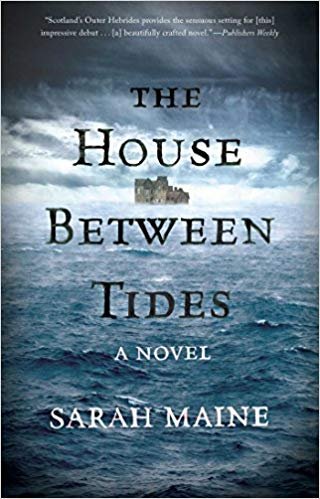 “Scotland's Outer Hebrides provides the sensuous setting for [this]
impressive debut . . . [a] beautifully crafted novel.”—Publishers Weekly
THE
HOUSE
BETWEEN
TIDES
A NOVEL
SARAH MAINE